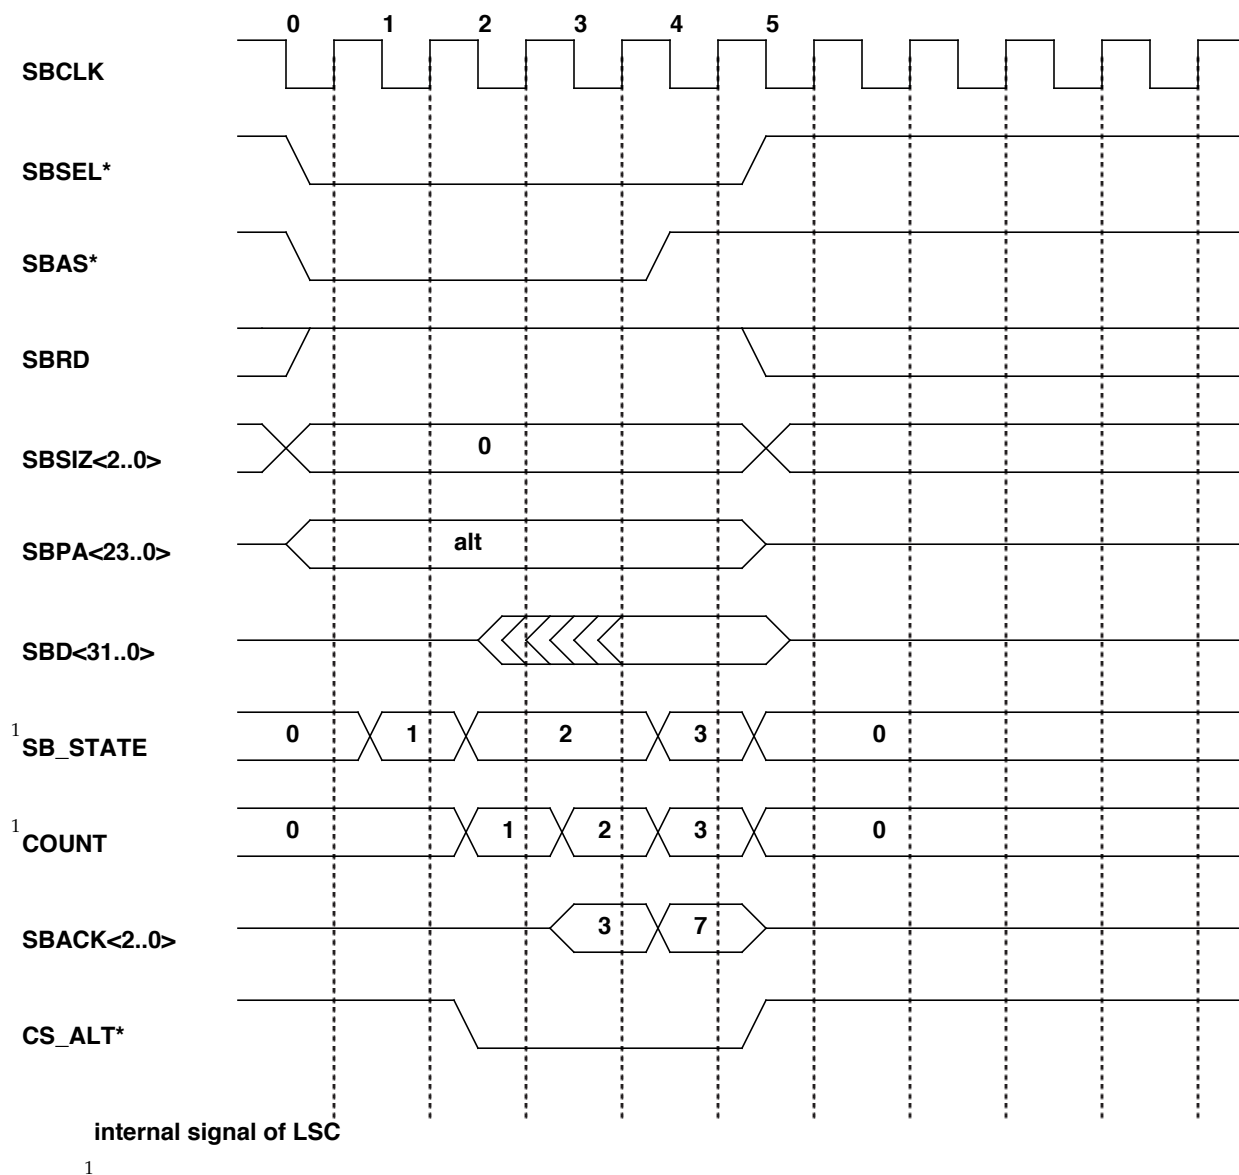 0 1 2 3 4 5
SBCLK
SBSEL*
SBAS*
SBRD
SBSIZ<2..0> 0
SBPA<23..0> alt
SBD<31..0>
1 SB_STATE 0 1 2 3 0
1 COUNT 0 1 2 3 0
SBACK<2..0> 3 7
CS_ALT*
internal signal of LSC
1